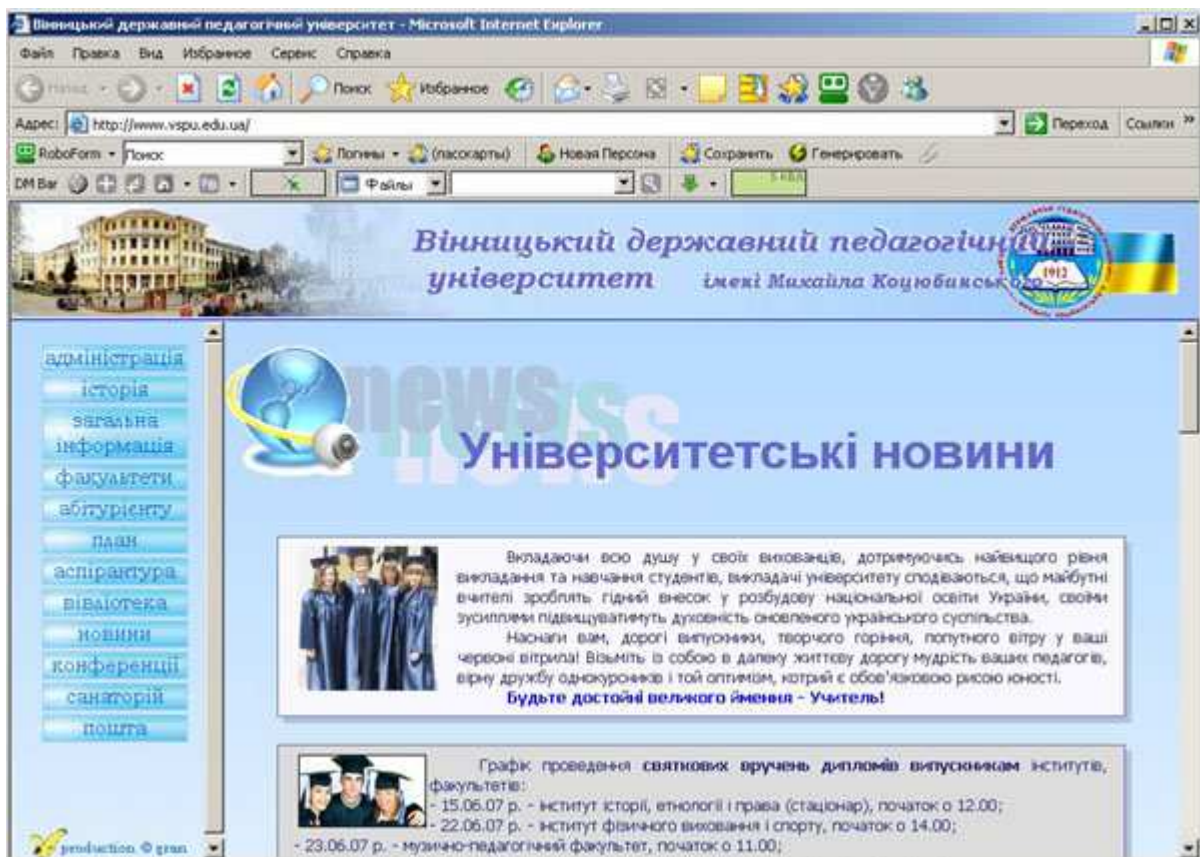 Вінницький державний педагогічний університет - Microsoft Internet Explorer
Файл Правка Вид Избранное Сервис Справка
Назад Поиск Избранное
Адрес: http://www.vspu.edu.ua/ Переход Ссылки »
RoboForm Поиск Логины (пасскарты) Новая Персона Сохранить Генерировать
DM Bar Файлы
Вінницький державний педагогічний
університет імені Михайла Коцюбинського
1912
адміністрація
історія
загальна
інформація
факультети
абітурієнту
план
аспірантура
бібліотека
новини
конференції
санаторій
пошта
production © gran
news
news
Університетські новини
Вкладаючи всю душу у своїх вихованців, дотримуючись найвищого рівня
викладання та навчання студентів, викладачі університету сподіваються, що майбутні
вчителі зроблять гідний внесок у розбудову національної освіти України, своїми
зусиллями підвищуватимуть духовність оновленого українського суспільства.
Наснаги вам, дорогі випускники, творчого горіння, попутного вітру у ваші
червоні вітрила! Візьміть із собою в далеку життєву дорогу мудрість ваших педагогів,
вірну дружбу однокурсників і той оптимізм, котрий є обов'язковою рисою юності.
Будьте достойні великого ймення - Учитель!
Графік проведення святкових вручень дипломів випускникам інститутів,
факультетів:
- 15.06.07 р. - інститут історії, етнології і права (стаціонар), початок о 12.00;
- 22.06.07 р. - інститут фізичного виховання і спорту, початок о 14.00;
- 23.06.07 р. - музично-педагогічний факультет, початок о 11.00;